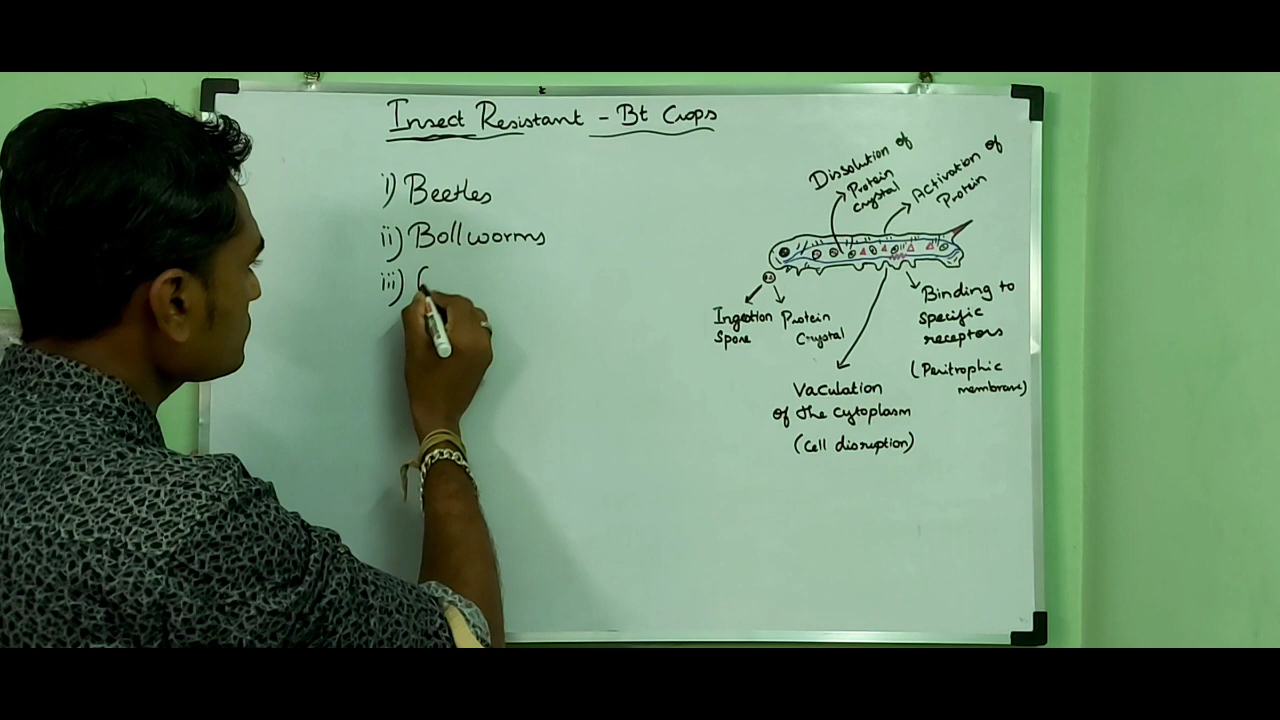 Insect Resistant - Bt Crops
i) Beetles
ii) Bollworms
iii)
Dissolution of
Protein
crystal
Activation of
Protein
Ingestion
Spore
Protein
Crystal
Binding to
specific
receptors
(Peritrophic
membrane)
Vaculation
of the cytoplasm
(Cell disruption)